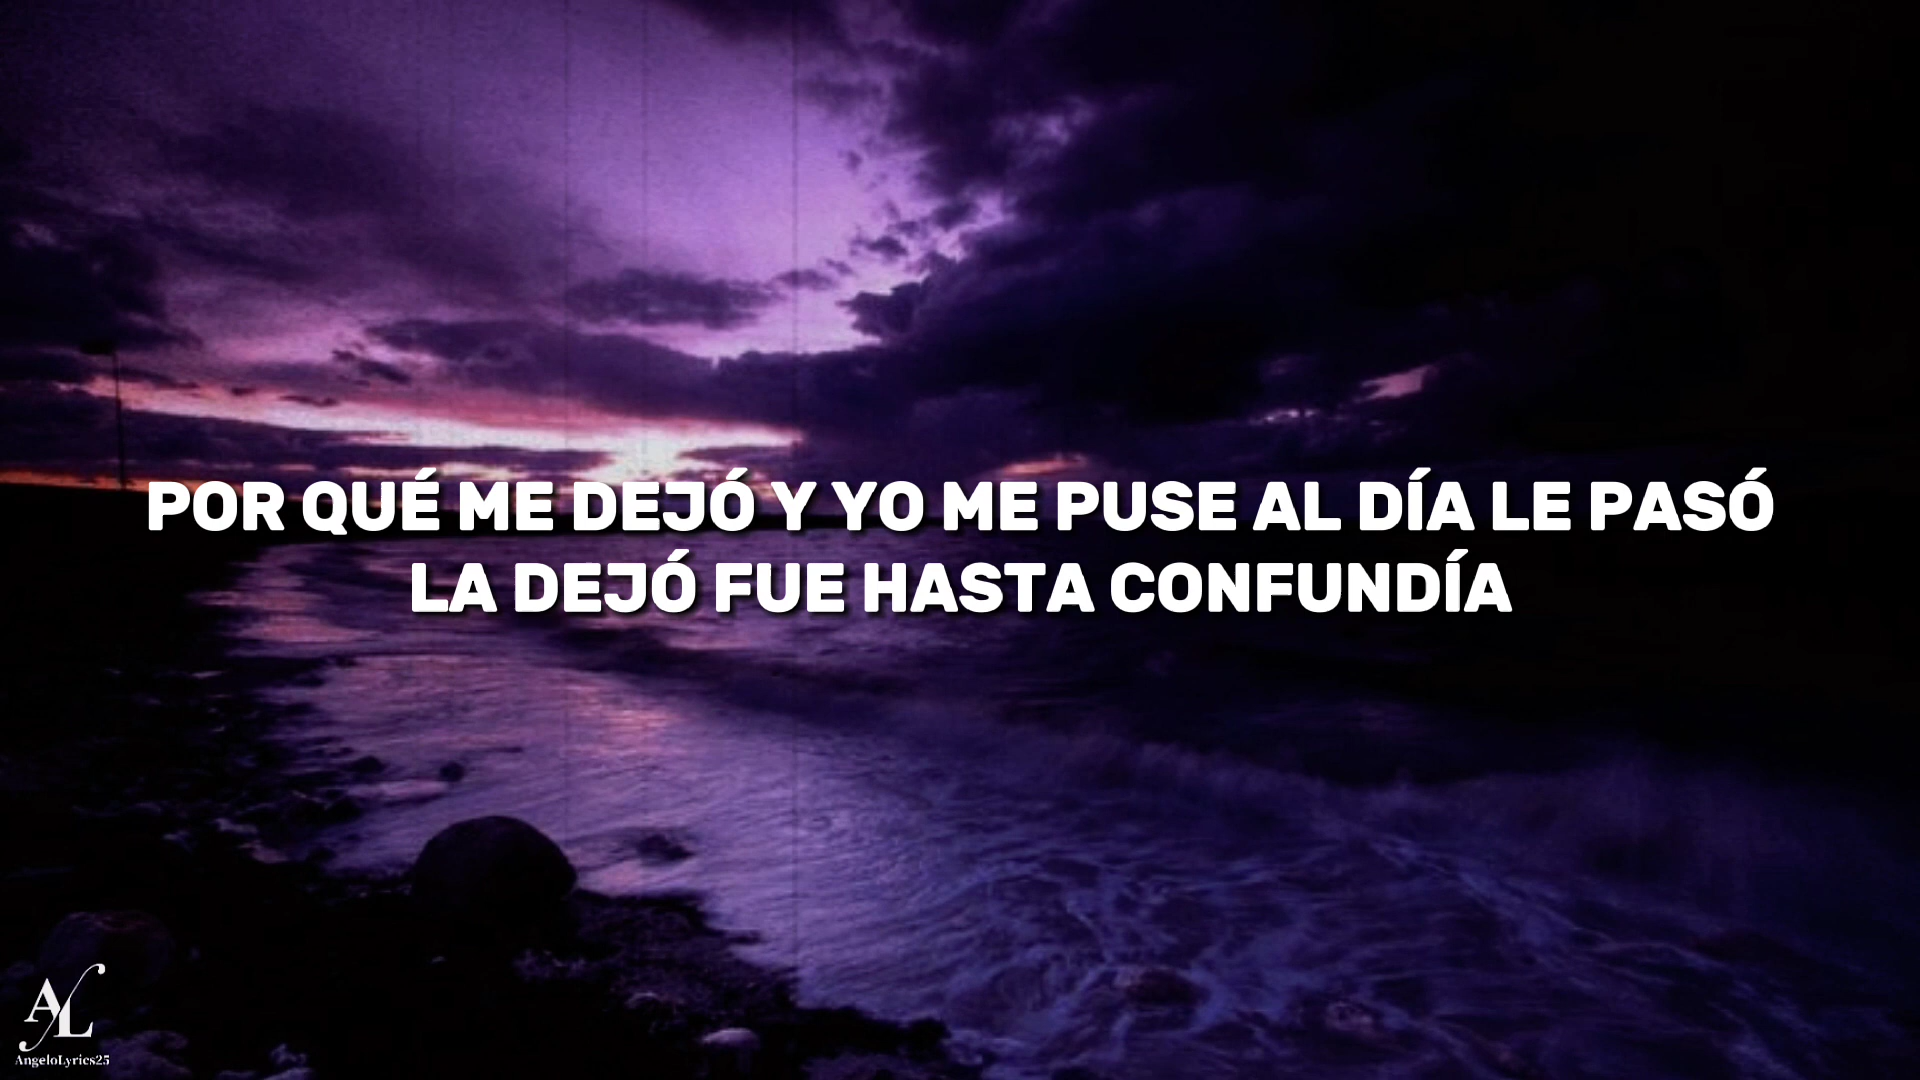 POR QUÉ ME DEJÓ Y YO ME PUSE AL DÍA LE PASÓ
LA DEJÓ FUE HASTA CONFUNDÍA
AL
AngeloLyrics25